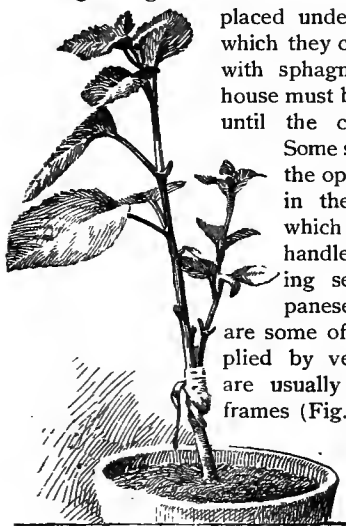 placed unde
which they c
with sphagn
house must b
until the c
Some s
the op
in the
which
handle
ing se
panese
are some of
plied by ve
are usually
frames (Fig.